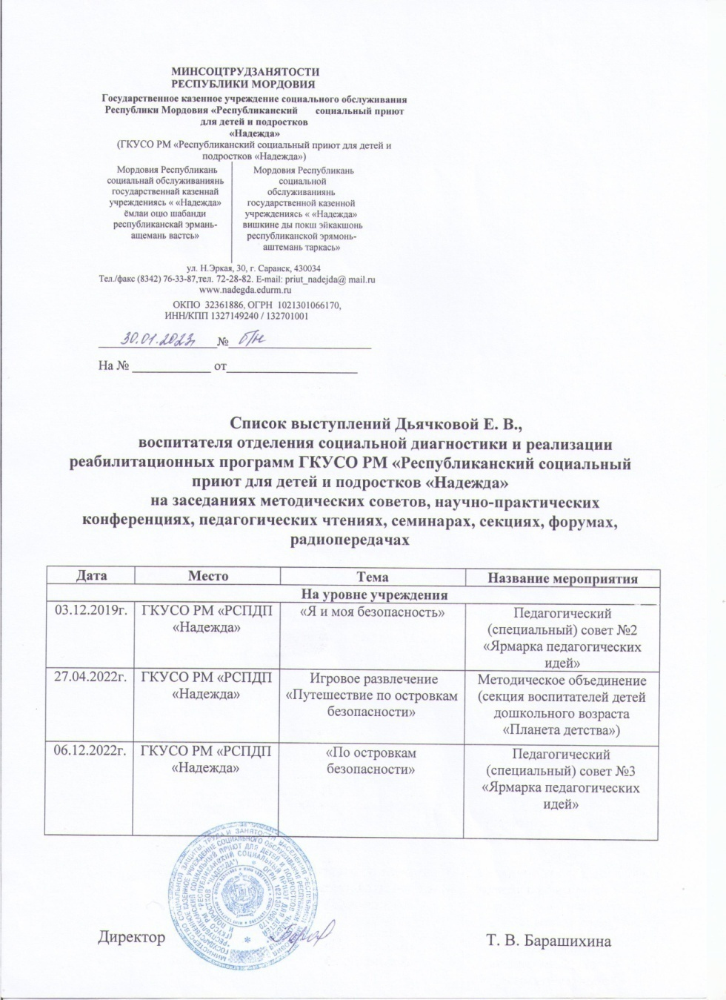 МИНСОЦТРУДЗАНЯТОСТИ
РЕСПУБЛИКИ МОРДОВИЯ
Государственное казенное учреждение социального обслуживания
Республики Мордовия «Республиканский социальный приют
для детей и подростков
«Надежда»
(ГКУСО РМ «Республиканский социальный приют для детей и
подростков «Надежда»)
Мордовия Республикань
социальнай обслуживаниянь
государственнай казеннай
учреждениясь « «Надежда»
ёмлаи оцю шабанди
республиканскай эрмань-
ащемань вастсь»
Мордовия Республикань
социальной
обслуживаниянь
государственной казенной
учреждениясь « «Надежда»
вишкине ды покш эйкакшонь
республиканской эрямонь-
аштемань таркась»
ул. Н.Эркая, 30, г. Саранск, 430034
Тел./факс (8342) 76-33-87,тел. 72-28-82. E-mail: priut_nadejda@ mail.ru
www.nadegda.edurm.ru
ОКПО 32361886, ОГРН 1021301066170,
ИНН/КПП 1327149240 / 132701001
30.01.2023г № б/н
На № ____________ от____________________
Список выступлений Дьячковой Е. В.,
воспитателя отделения социальной диагностики и реализации
реабилитационных программ ГКУСО РМ «Республиканский социальный
приют для детей и подростков «Надежда»
на заседаниях методических советов, научно-практических
конференциях, педагогических чтениях, семинарах, секциях, форумах,
радиопередачах
Дата Место Тема Название мероприятия
На уровне учреждения
03.12.2019г. ГКУСО РМ «РСПДП «Я и моя безопасность» Педагогический
«Надежда» (специальный) совет №2
«Ярмарка педагогических
идей»
27.04.2022г. ГКУСО РМ «РСПДП Игровое развлечение Методическое объединение
«Надежда» «Путешествие по островкам (секция воспитателей детей
безопасности» дошкольного возраста
«Планета детства»)
06.12.2022г. ГКУСО РМ «РСПДП «По островкам Педагогический
«Надежда» безопасности» (специальный) совет №3
«Ярмарка педагогических
идей»
Директор Т. В. Барашихина